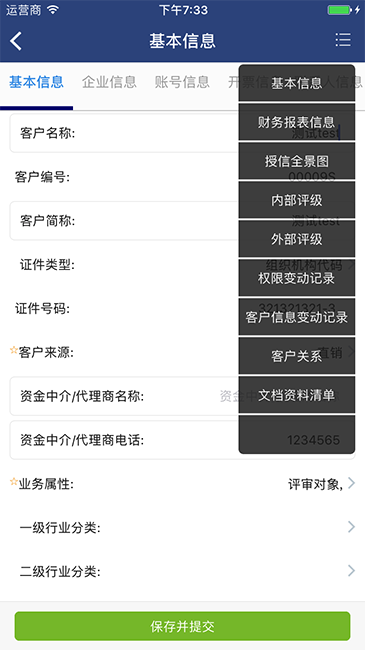 运营商 下午7:33
基本信息
基本信息 企业信息 账号信息 开票信息 人信息
基本信息
财务报表信息
授信全景图
内部评级
外部评级
权限变动记录
客户信息变动记录
客户关系
文档资料清单
客户名称: 测试test
客户编号: 00009S
客户简称: 测试test
证件类型: 组织机构代码
证件号码: 321321321-3
☆客户来源: 直销
资金中介/代理商名称: 资金中
资金中介/代理商电话: 1234565
☆业务属性: 评审对象,
一级行业分类:
二级行业分类:
保存并提交